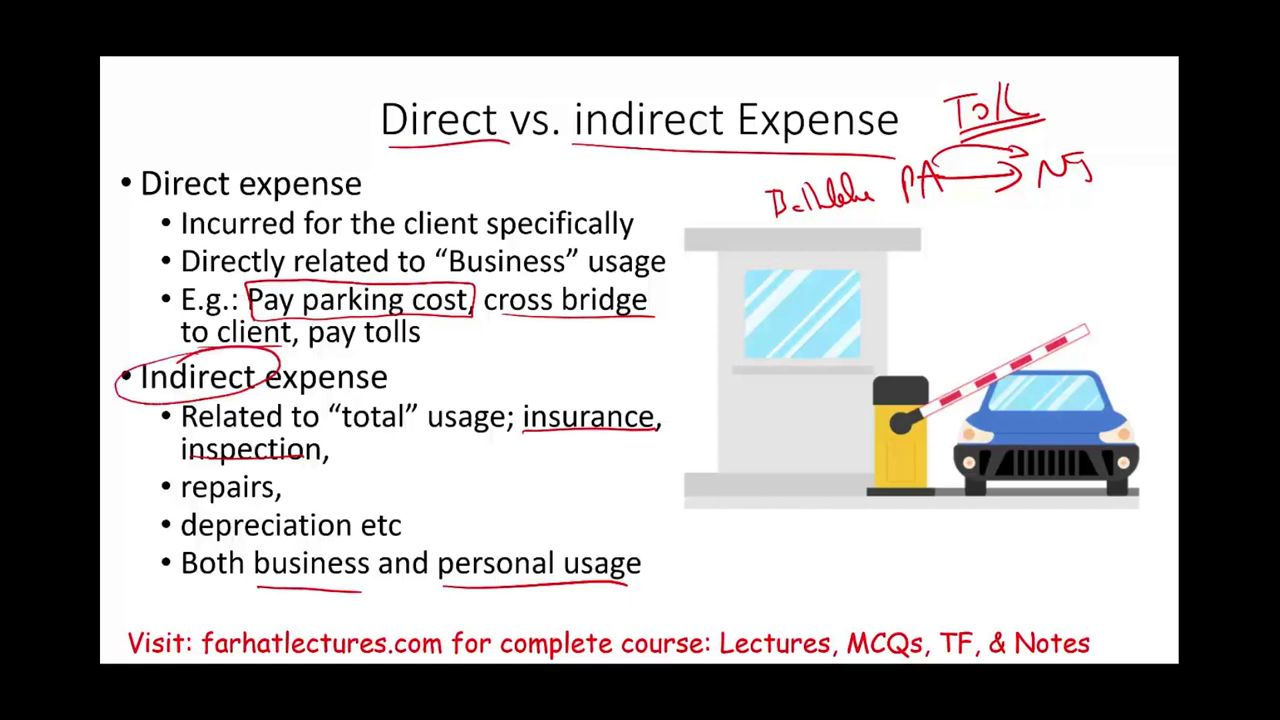 Direct vs. indirect Expense
Toll
PA NJ
• Direct expense
• Incurred for the client specifically
• Directly related to “Business” usage
• E.g.: Pay parking cost, cross bridge
to client, pay tolls
• Indirect expense
• Related to “total” usage; insurance,
inspection,
• repairs,
• depreciation etc
• Both business and personal usage
Visit: farhatlectures.com for complete course: Lectures, MCQs, TF, & Notes